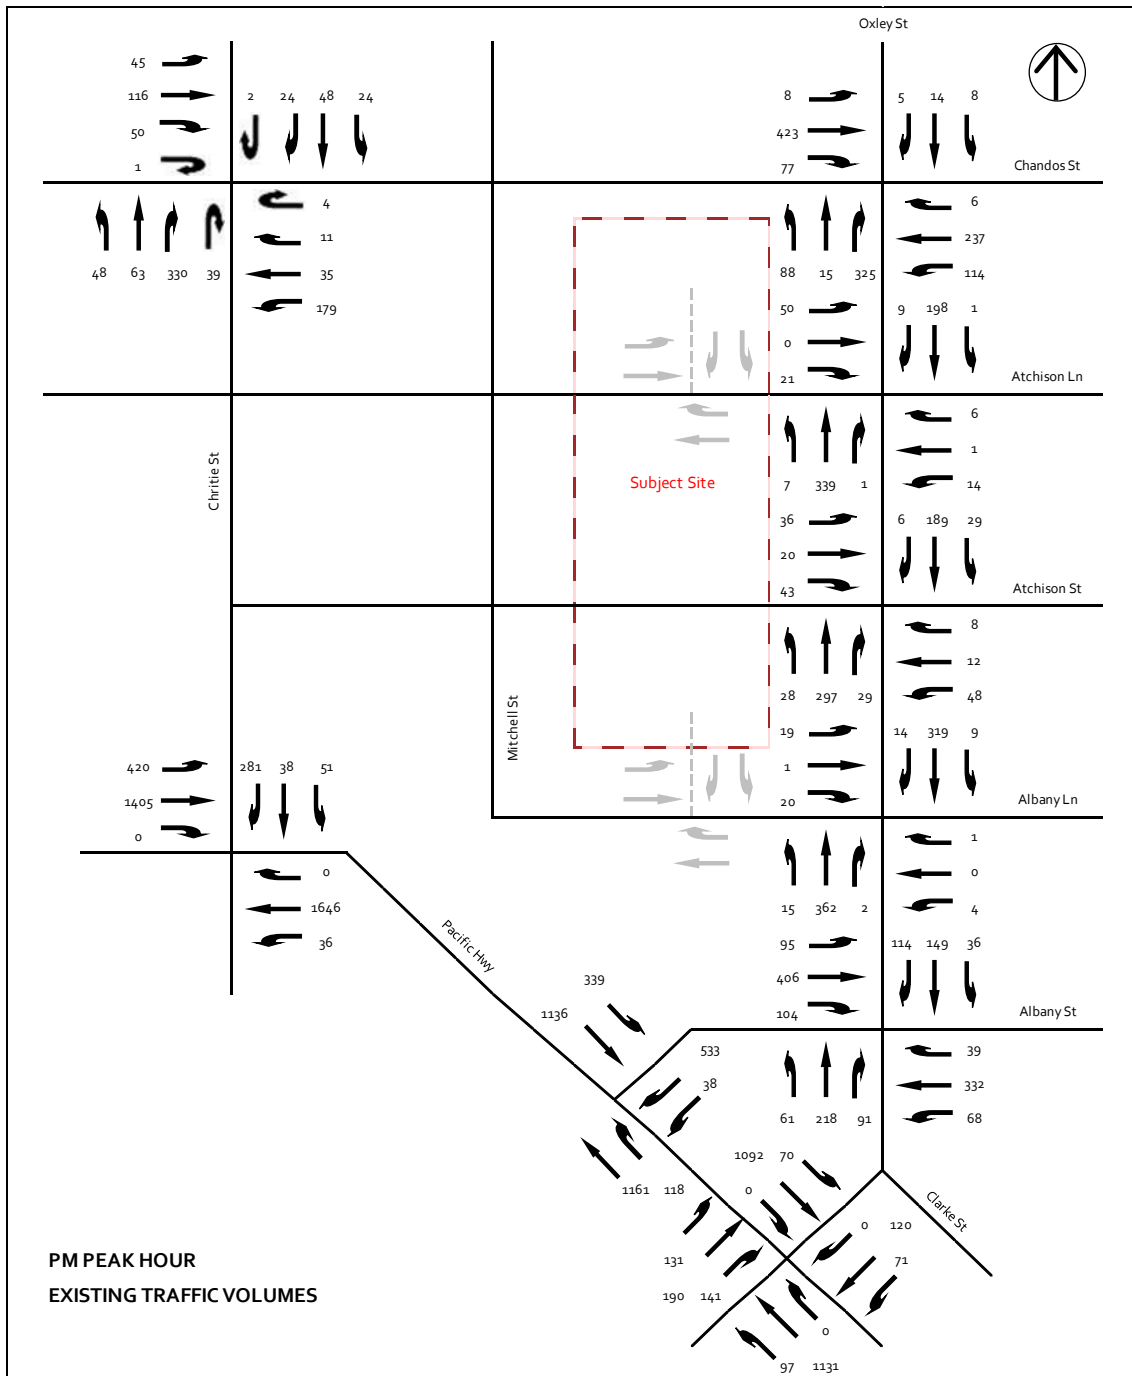 Oxley St
45
116
50
1
2 24 48 24
8
423
77
5 14 8
Chandos St
48 63 330 39
4
11
35
179
88 15 325
6
237
114
50
0
21
9 198 1
Atchison Ln
7 339 1
6
1
14
Chritie St
Subject Site
36
20
43
6 189 29
Atchison St
28 297 29
8
12
48
Mitchell St
19
1
20
14 319 9
Albany Ln
420
1405
0
281 38 51
0
1646
36
15 362 2
1
0
4
Pacific Hwy
95
406
104
114 149 36
Albany St
339
1136
533
38
61 218 91
39
332
68
1161 118
1092 70
0
Clarke St
131
190 141
0 120
71
0
97 1131
PM PEAK HOUR
EXISTING TRAFFIC VOLUMES